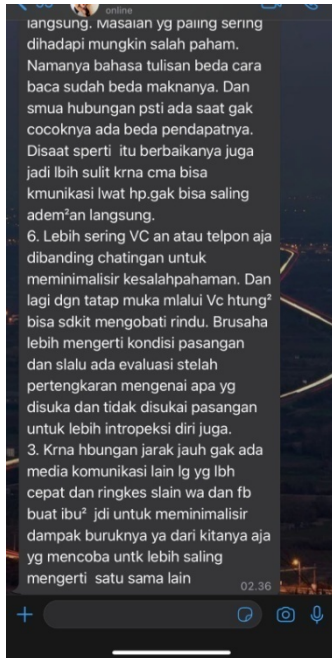 online
langsung. Masalah yg paling sering
dihadapi mungkin salah paham.
Namanya bahasa tulisan beda cara
baca sudah beda maknanya. Dan
smua hubungan psti ada saat gak
cocoknya ada beda pendapatnya.
Disaat sperti itu berbaikanya juga
jadi lbih sulit krna cma bisa
kmunikasi lwat hp.gak bisa saling
adem²an langsung.
6. Lebih sering VC an atau telpon aja
dibanding chatingan untuk
meminimalisir kesalahpahaman. Dan
lagi dgn tatap muka mlalui Vc htung²
bisa sdkit mengobati rindu. Brusaha
lebih mengerti kondisi pasangan
dan slalu ada evaluasi stelah
pertengkaran mengenai apa yg
disuka dan tidak disukai pasangan
untuk lebih intropeksi diri juga.
3. Krna hbungan jarak jauh gak ada
media komunikasi lain lg yg lbh
cepat dan ringkes slain wa dan fb
buat ibu² jdi untuk meminimalisir
dampak buruknya ya dari kitanya aja
yg mencoba untk lebih saling
mengerti satu sama lain
02.36